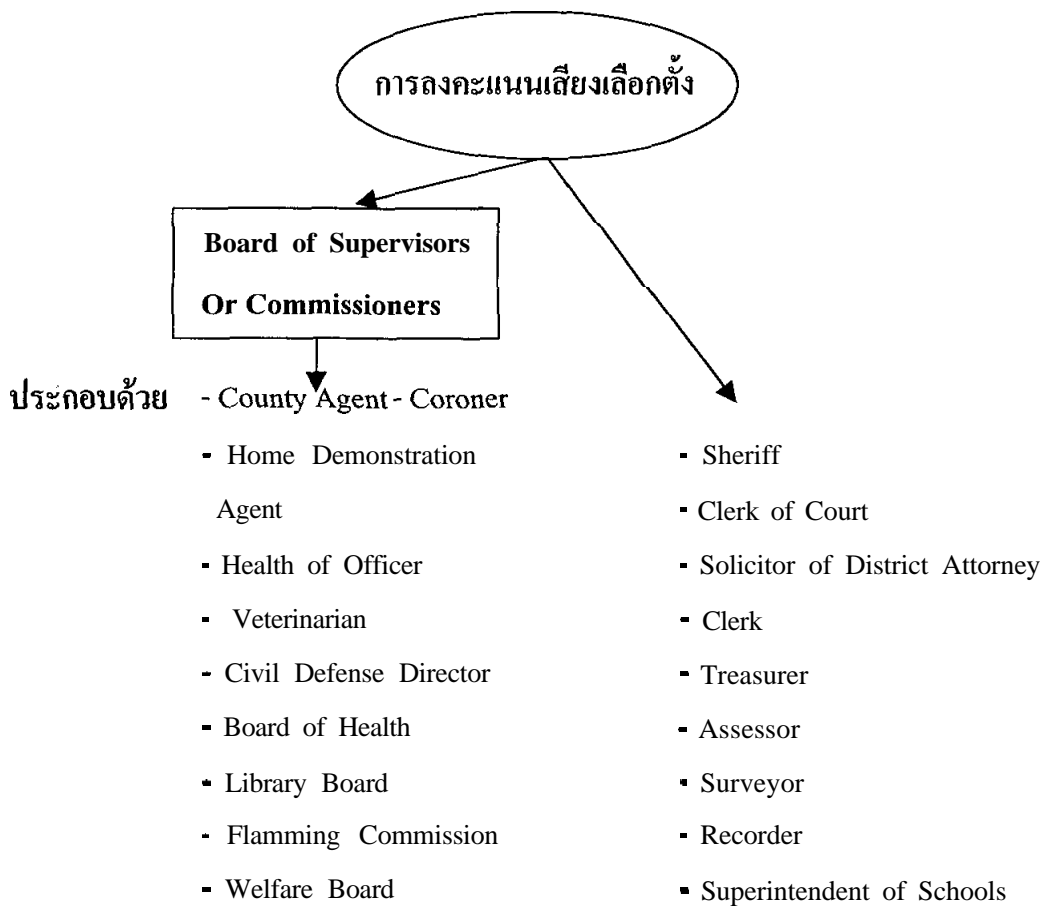 การลงคะแนนเสียงเลือกตั้ง
Board of Supervisors
Or Commissioners
ประกอบด้วย - County Agent - Coroner
- Home Demonstration
Agent
- Health of Officer
- Veterinarian
- Civil Defense Director
- Board of Health
- Library Board
- Flamming Commission
- Welfare Board
- Sheriff
- Clerk of Court
- Solicitor of District Attorney
- Clerk
- Treasurer
- Assessor
- Surveyor
- Recorder
- Superintendent of Schools